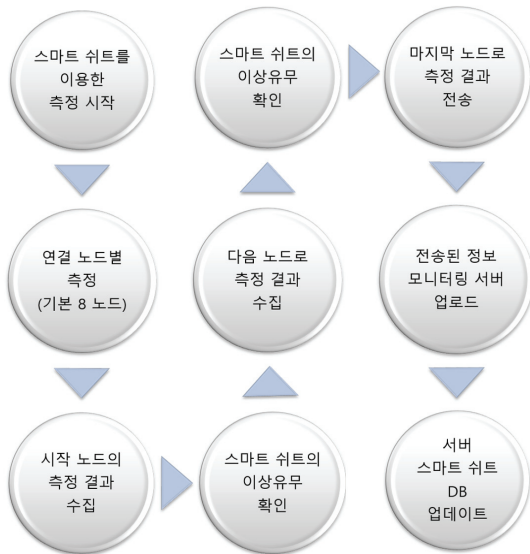 스마트 쉬트를
이용한
측정 시작
연결 노드별
측정
(기본 8 노드)
시작 노드의
측정 결과
수집
스마트 쉬트의
이상유무
확인
다음 노드로
측정 결과
수집
스마트 쉬트의
이상유무
확인
마지막 노드로
측정 결과
전송
전송된 정보
모니터링 서버
업로드
서버
스마트 쉬트
DB
업데이트